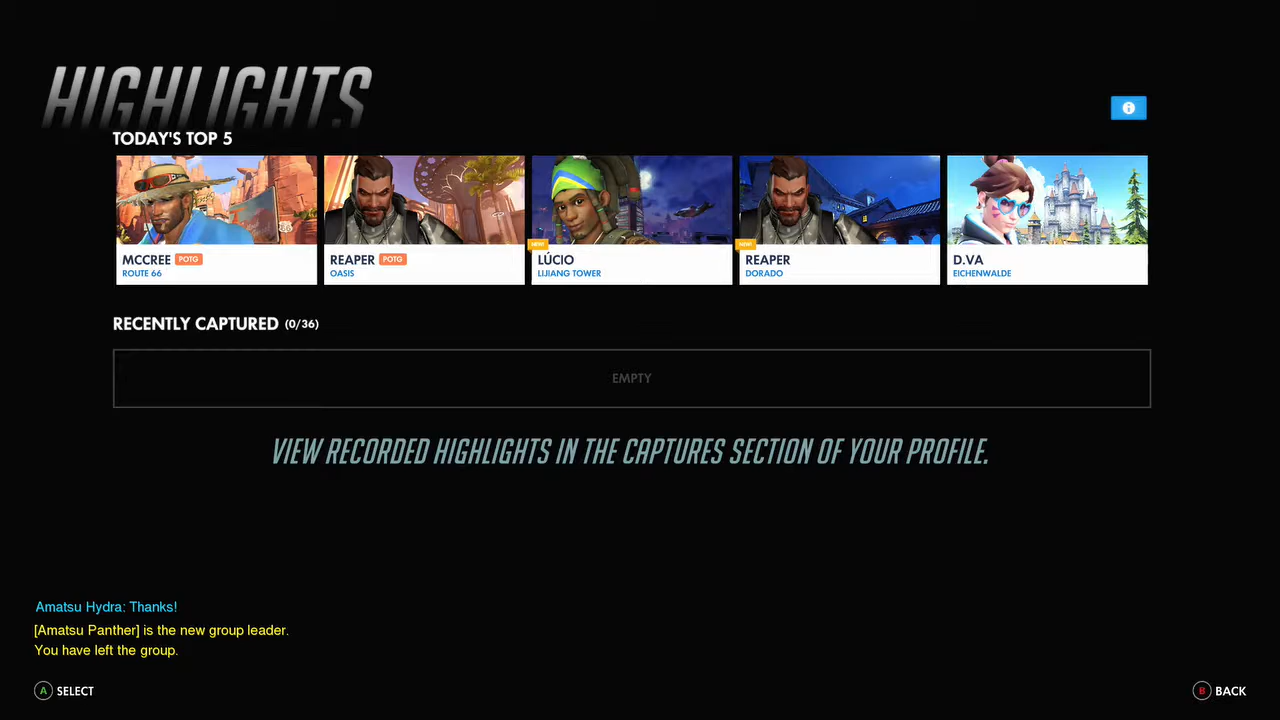 HIGHLIGHTS
TODAY'S TOP 5
MCCREE POTG
ROUTE 66
REAPER POTG
OASIS
NEW!
LÚCIO
LIJIANG TOWER
NEW!
REAPER
DORADO
D.VA
EICHENWALDE
RECENTLY CAPTURED (0/36)
EMPTY
VIEW RECORDED HIGHLIGHTS IN THE CAPTURES SECTION OF YOUR PROFILE.
Amatsu Hydra: Thanks!
[Amatsu Panther] is the new group leader.
You have left the group.
A SELECT
B BACK